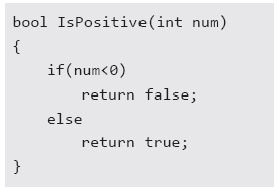 bool IsPositive(int num)
{
    if(num<0)
        return false;
    else
        return true;
}